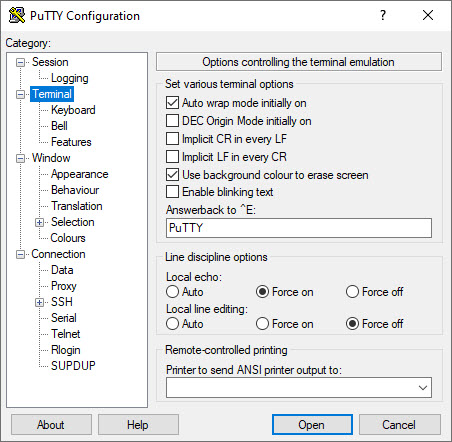 PuTTY Configuration
?
Category:
Session
Logging
Terminal
Keyboard
Bell
Features
Window
Appearance
Behaviour
Translation
Selection
Colours
Connection
Data
Proxy
SSH
Serial
Telnet
Rlogin
SUPDUP
Options controlling the terminal emulation
Set various terminal options
Auto wrap mode initially on
DEC Origin Mode initially on
Implicit CR in every LF
Implicit LF in every CR
Use background colour to erase screen
Enable blinking text
Answerback to ^E:
PuTTY
Line discipline options
Local echo:
Auto Force on Force off
Local line editing:
Auto Force on Force off
Remote-controlled printing
Printer to send ANSI printer output to:
About Help Open Cancel